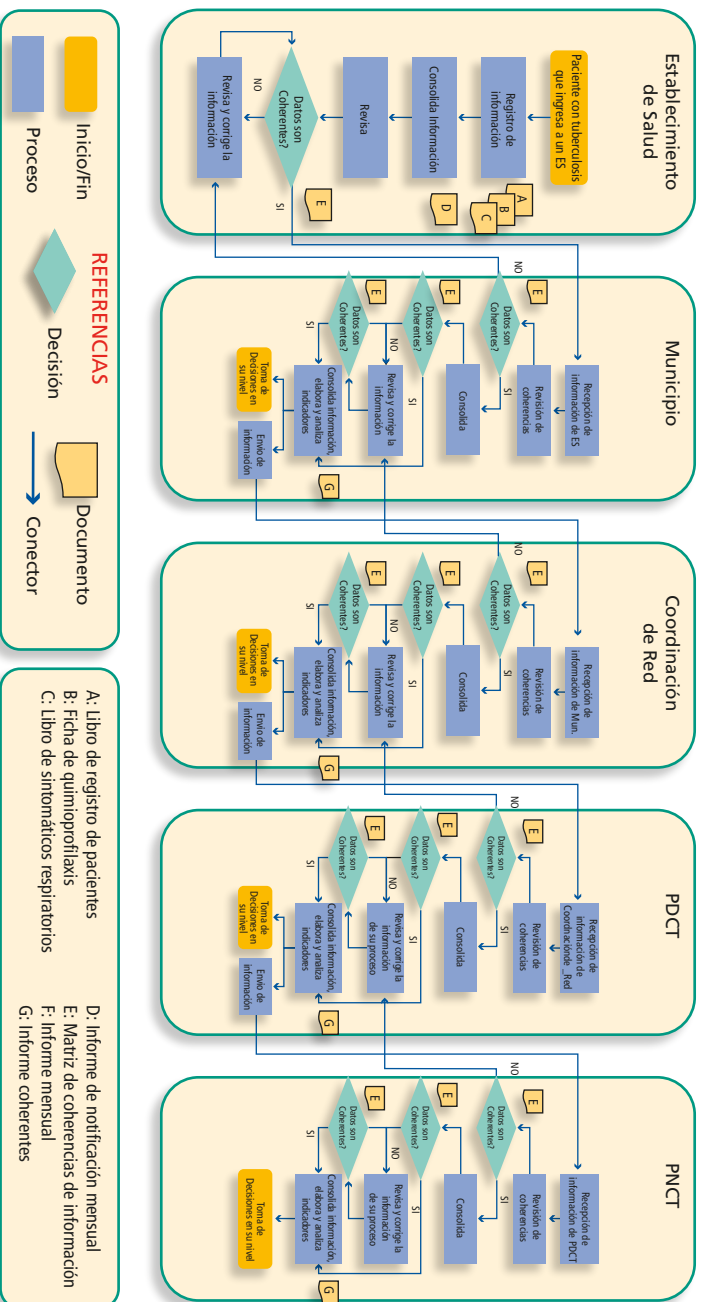 Establecimiento
de Salud
Paciente con tuberculosis
que ingresa a un ES
Registro de
información
A
B
C
Consolida Información
D
Revisa
Datos son
Coherentes?
E
NO
SI
Revisa y corrige la
información
Municipio
Recepción de
información de ES
Revisión de
coherencias
Datos son
Coherentes?
E
NO
SI
Consolida
Datos son
Coherentes?
E
NO
SI
Revisa y corrige la
información
Datos son
Coherentes?
E
SI
Consolida información,
elabora y analiza
indicadores
G
Toma de
Decisiones en
su nivel
Envio de
información
Coordinación
de Red
Recepción de
información de Mun.
Revisión de
coherencias
Datos son
Coherentes?
E
NO
SI
Consolida
Datos son
Coherentes?
E
NO
SI
Revisa y corrige la
información
Datos son
Coherentes?
E
SI
Consolida información,
elabora y analiza
indicadores
G
Toma de
Decisiones en
su nivel
Envio de
información
PDCT
Recepción de
información de
Coordinaciónde _Red
Revisión de
coherencias
Datos son
Coherentes?
E
NO
SI
Consolida
Datos son
Coherentes?
E
NO
SI
Revisa y corrige la
información
de su proceso
Datos son
Coherentes?
E
SI
Consolida información,
elabora y analiza
indicadores
G
Toma de
Decisiones en
su nivel
Envio de
información
PNCT
Recepción de
información de PDCT
Revisión de
coherencias
Datos son
Coherentes?
E
NO
SI
Consolida
Datos son
Coherentes?
E
NO
SI
Revisa y corrige la
información
de su proceso
Datos son
Coherentes?
E
SI
Consolida información,
elabora y analiza
indicadores
G
Toma de
Decisiones en su nivel
REFERENCIAS
Inicio/Fin
Proceso
Decisión
Documento
Conector
A: Libro de registro de pacientes
B: Ficha de quimioprofilaxis
C: Libro de sintomáticos respiratorios
D: Informe de notificación mensual
E: Matriz de coherencias de información
F: Informe mensual
G: Informe coherentes